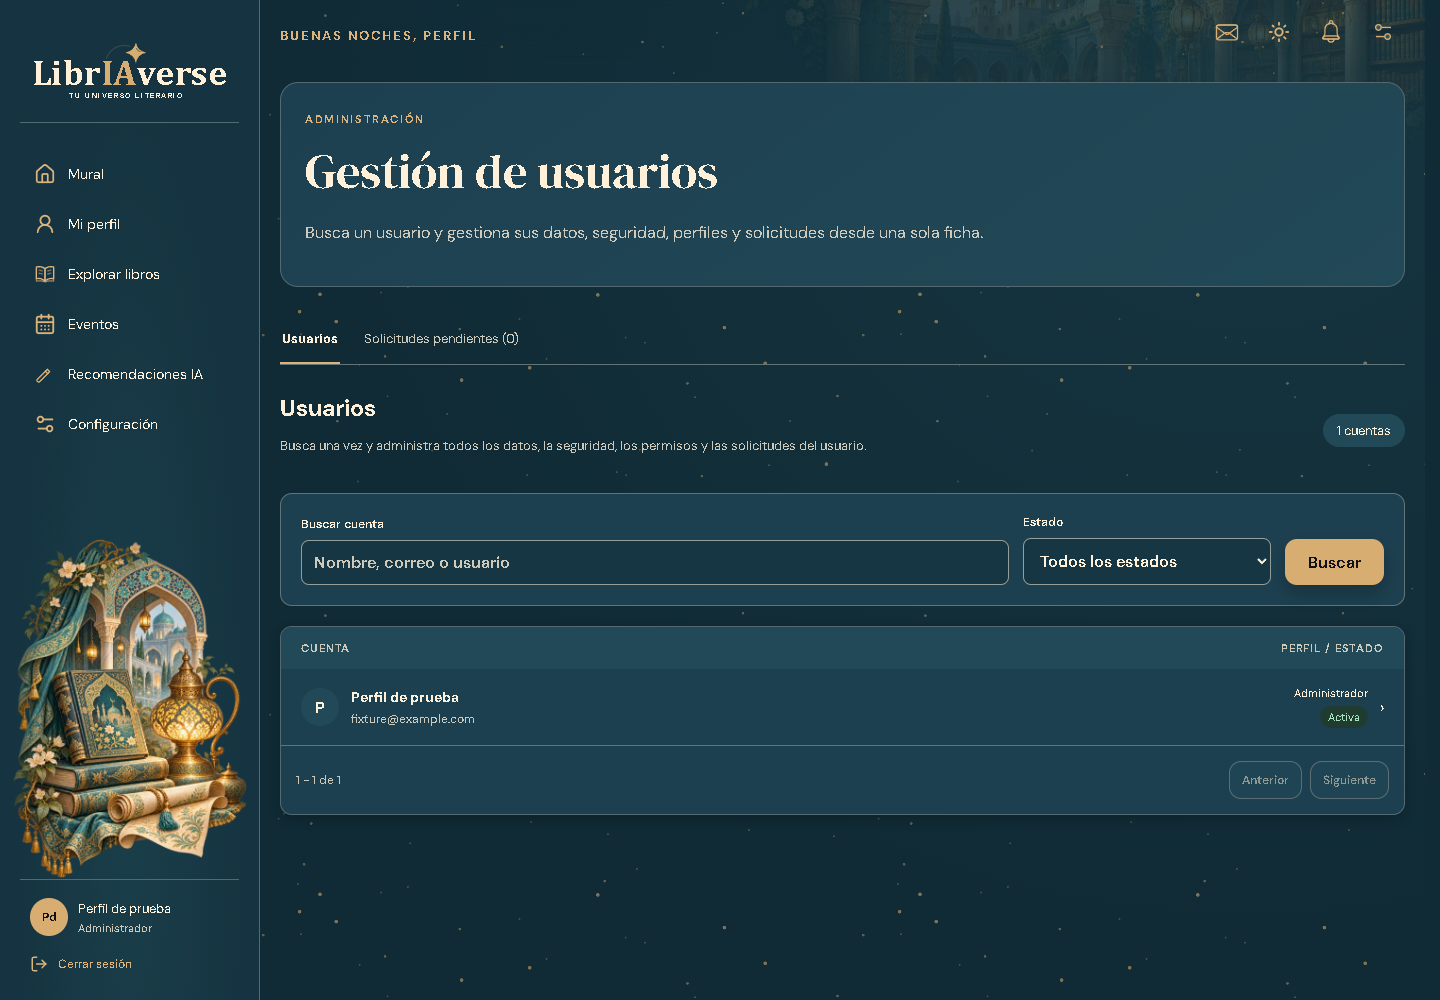 LibrIAverse
TU UNIVERSO LITERARIO
Mural
Mi perfil
Explorar libros
Eventos
Recomendaciones IA
Configuración
Perfil de prueba
Pd
Administrador
Cerrar sesión
BUENAS NOCHES, PERFIL
ADMINISTRACIÓN
Gestión de usuarios
Busca un usuario y gestiona sus datos, seguridad, perfiles y solicitudes desde una sola ficha.
Usuarios
Solicitudes pendientes (0)
Usuarios
Busca una vez y administra todos los datos, la seguridad, los permisos y las solicitudes del usuario.
1 cuentas
Buscar cuenta
Nombre, correo o usuario
Estado
Todos los estados
Buscar
CUENTA
PERFIL / ESTADO
P
Perfil de prueba
fixture@example.com
Administrador
Activa
1–1 de 1
Anterior
Siguiente